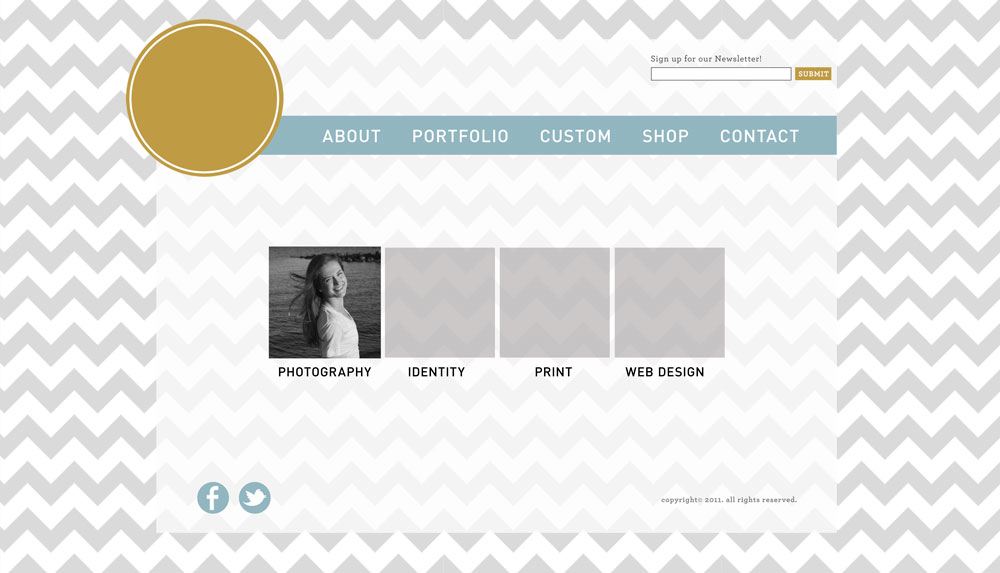 Sign up for our Newsletter!
SUBMIT
ABOUT PORTFOLIO CUSTOM SHOP CONTACT
PHOTOGRAPHY IDENTITY PRINT WEB DESIGN
copyright© 2011. all rights reserved.